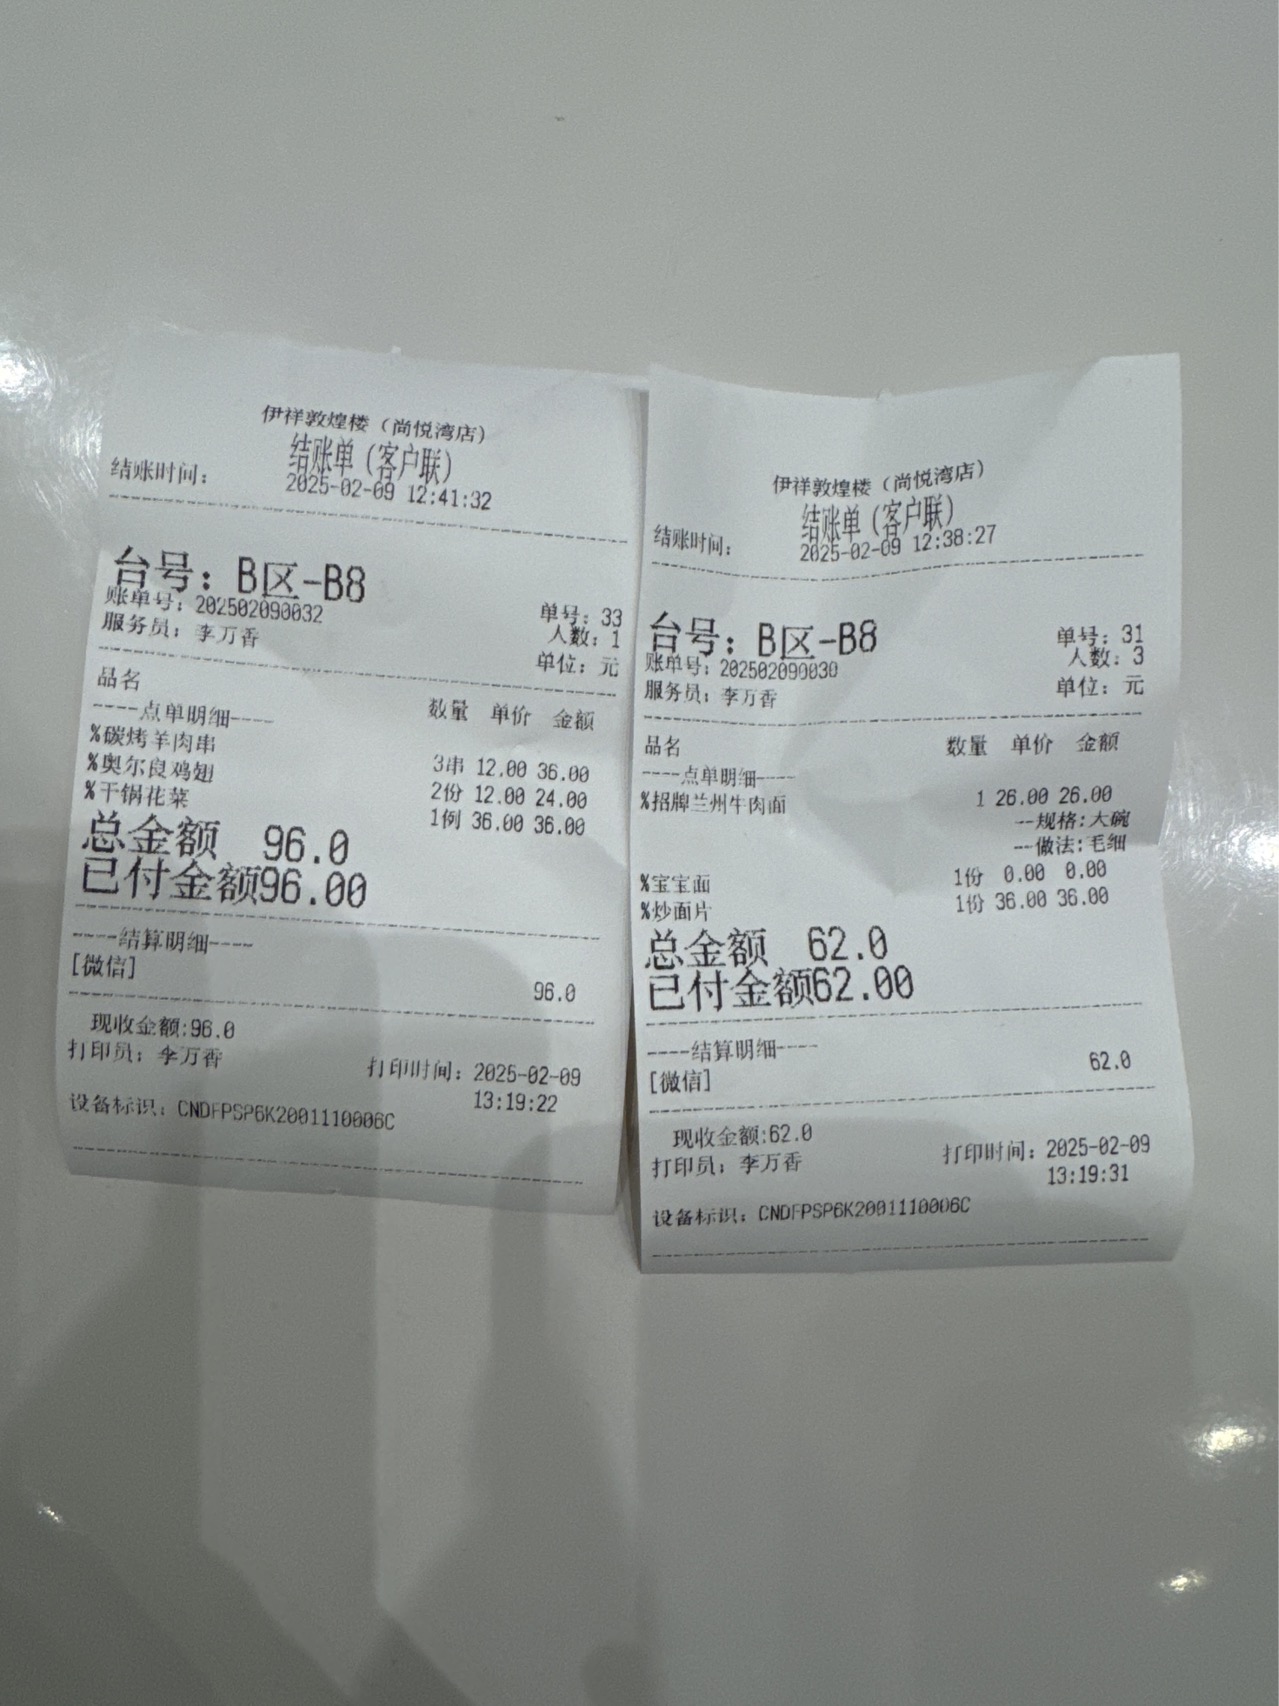 伊祥敦煌楼（尚悦湾店）
结账单（客户联）
结账时间： 2025-02-09 12:41:32
台号：B区-B8
账单号：202502090032 单号：33
服务员：李万香 人数：1
单位：元
品名 数量 单价 金额
----点单明细----
%碳烤羊肉串 3串 12.00 36.00
%奥尔良鸡翅 2份 12.00 24.00
%干锅花菜 1例 36.00 36.00
总金额 96.0
已付金额96.00
----结算明细----
[微信] 96.0
现收金额:96.0
打印员：李万香 打印时间：2025-02-09
13:19:22
设备标识：CNDFPSP6K2001110006C
伊祥敦煌楼（尚悦湾店）
结账单（客户联）
结账时间： 2025-02-09 12:38:27
台号：B区-B8
账单号：202502090030 单号：31
服务员：李万香 人数：3
单位：元
品名 数量 单价 金额
----点单明细----
%招牌兰州牛肉面 1 26.00 26.00
--规格:大碗
--做法:毛细
%宝宝面 1份 0.00 0.00
%炒面片 1份 36.00 36.00
总金额 62.0
已付金额62.00
----结算明细----
[微信] 62.0
现收金额:62.0
打印员：李万香 打印时间：2025-02-09
13:19:31
设备标识：CNDFPSP6K2001110006C